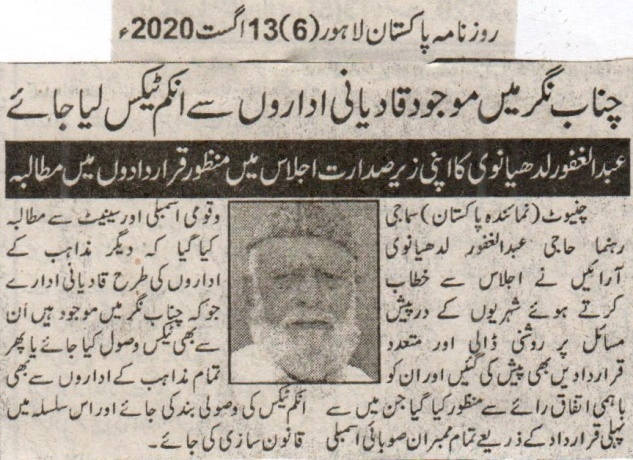 روزنامہ پاکستان لاہور (6) 13 اگست 2020ء
چناب نگر میں موجود قادیانی اداروں سے انکم ٹیکس لیا جائے
عبدالغفور لدھیانوی کا اپنی زیر صدارت اجلاس میں منظور قراردادوں میں مطالبہ
چنیوٹ (نمائندہ پاکستان) سماجی
رہنما حاجی عبدالغفور لدھیانوی
آرائیں نے اجلاس سے خطاب
کرتے ہوئے شہریوں کے درپیش
مسائل پر روشنی ڈالی اور متعدد
قراردادیں بھی پیش کی گئیں اور ان کو
باہمی اتفاق رائے سے منظور کیا گیا جن میں سے
پہلی قرارداد کے ذریعے تمام ممبران صوبائی اسمبلی
وقومی اسمبلی اور سینیٹ سے مطالبہ
کیا گیا کہ دیگر مذاہب کے
اداروں کی طرح قادیانی ادارے
جو کہ چناب نگر میں موجود ہیں ان
سے بھی ٹیکس وصول کیا جائے یا پھر
تمام مذاہب کے اداروں سے بھی
انکم ٹیکس کی وصولی بند کی جائے اور اس سلسلہ میں
قانون سازی کی جائے۔